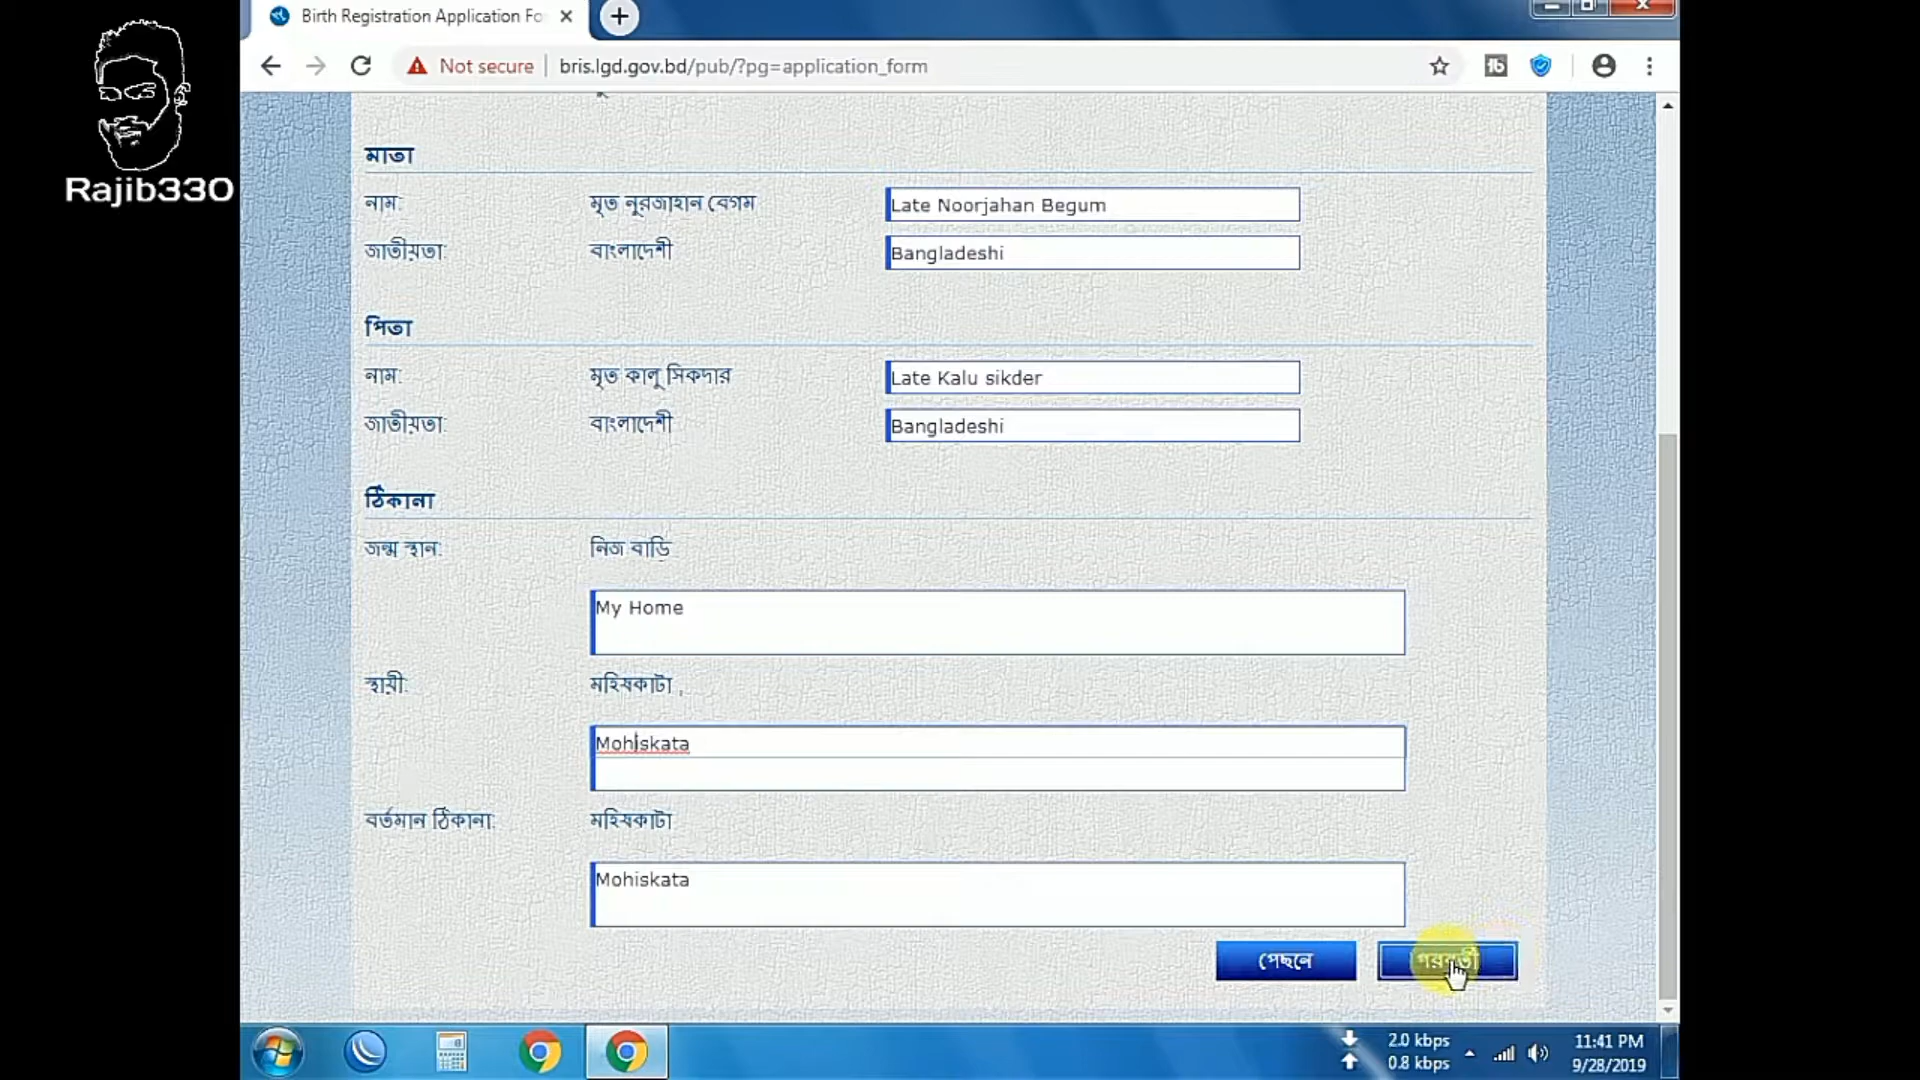 Birth Registration Application Fo
Rajib330
Not secure
bris.lgd.gov.bd/pub/?pg=application_form
মাতা
নাম: মৃত নুরজাহান বেগম Late Noorjahan Begum
জাতীয়তা: বাংলাদেশী Bangladeshi
পিতা
নাম: মৃত কালু সিকদার Late Kalu sikder
জাতীয়তা: বাংলাদেশী Bangladeshi
ঠিকানা
জন্ম স্থান: নিজ বাড়ি
My Home
স্থায়ী: মহিষকাটা ,
Mohiskata
বর্তমান ঠিকানা: মহিষকাটা
Mohiskata
পেছনে পরবর্তী
2.0 kbps 11:41 PM
0.8 kbps 9/28/2019